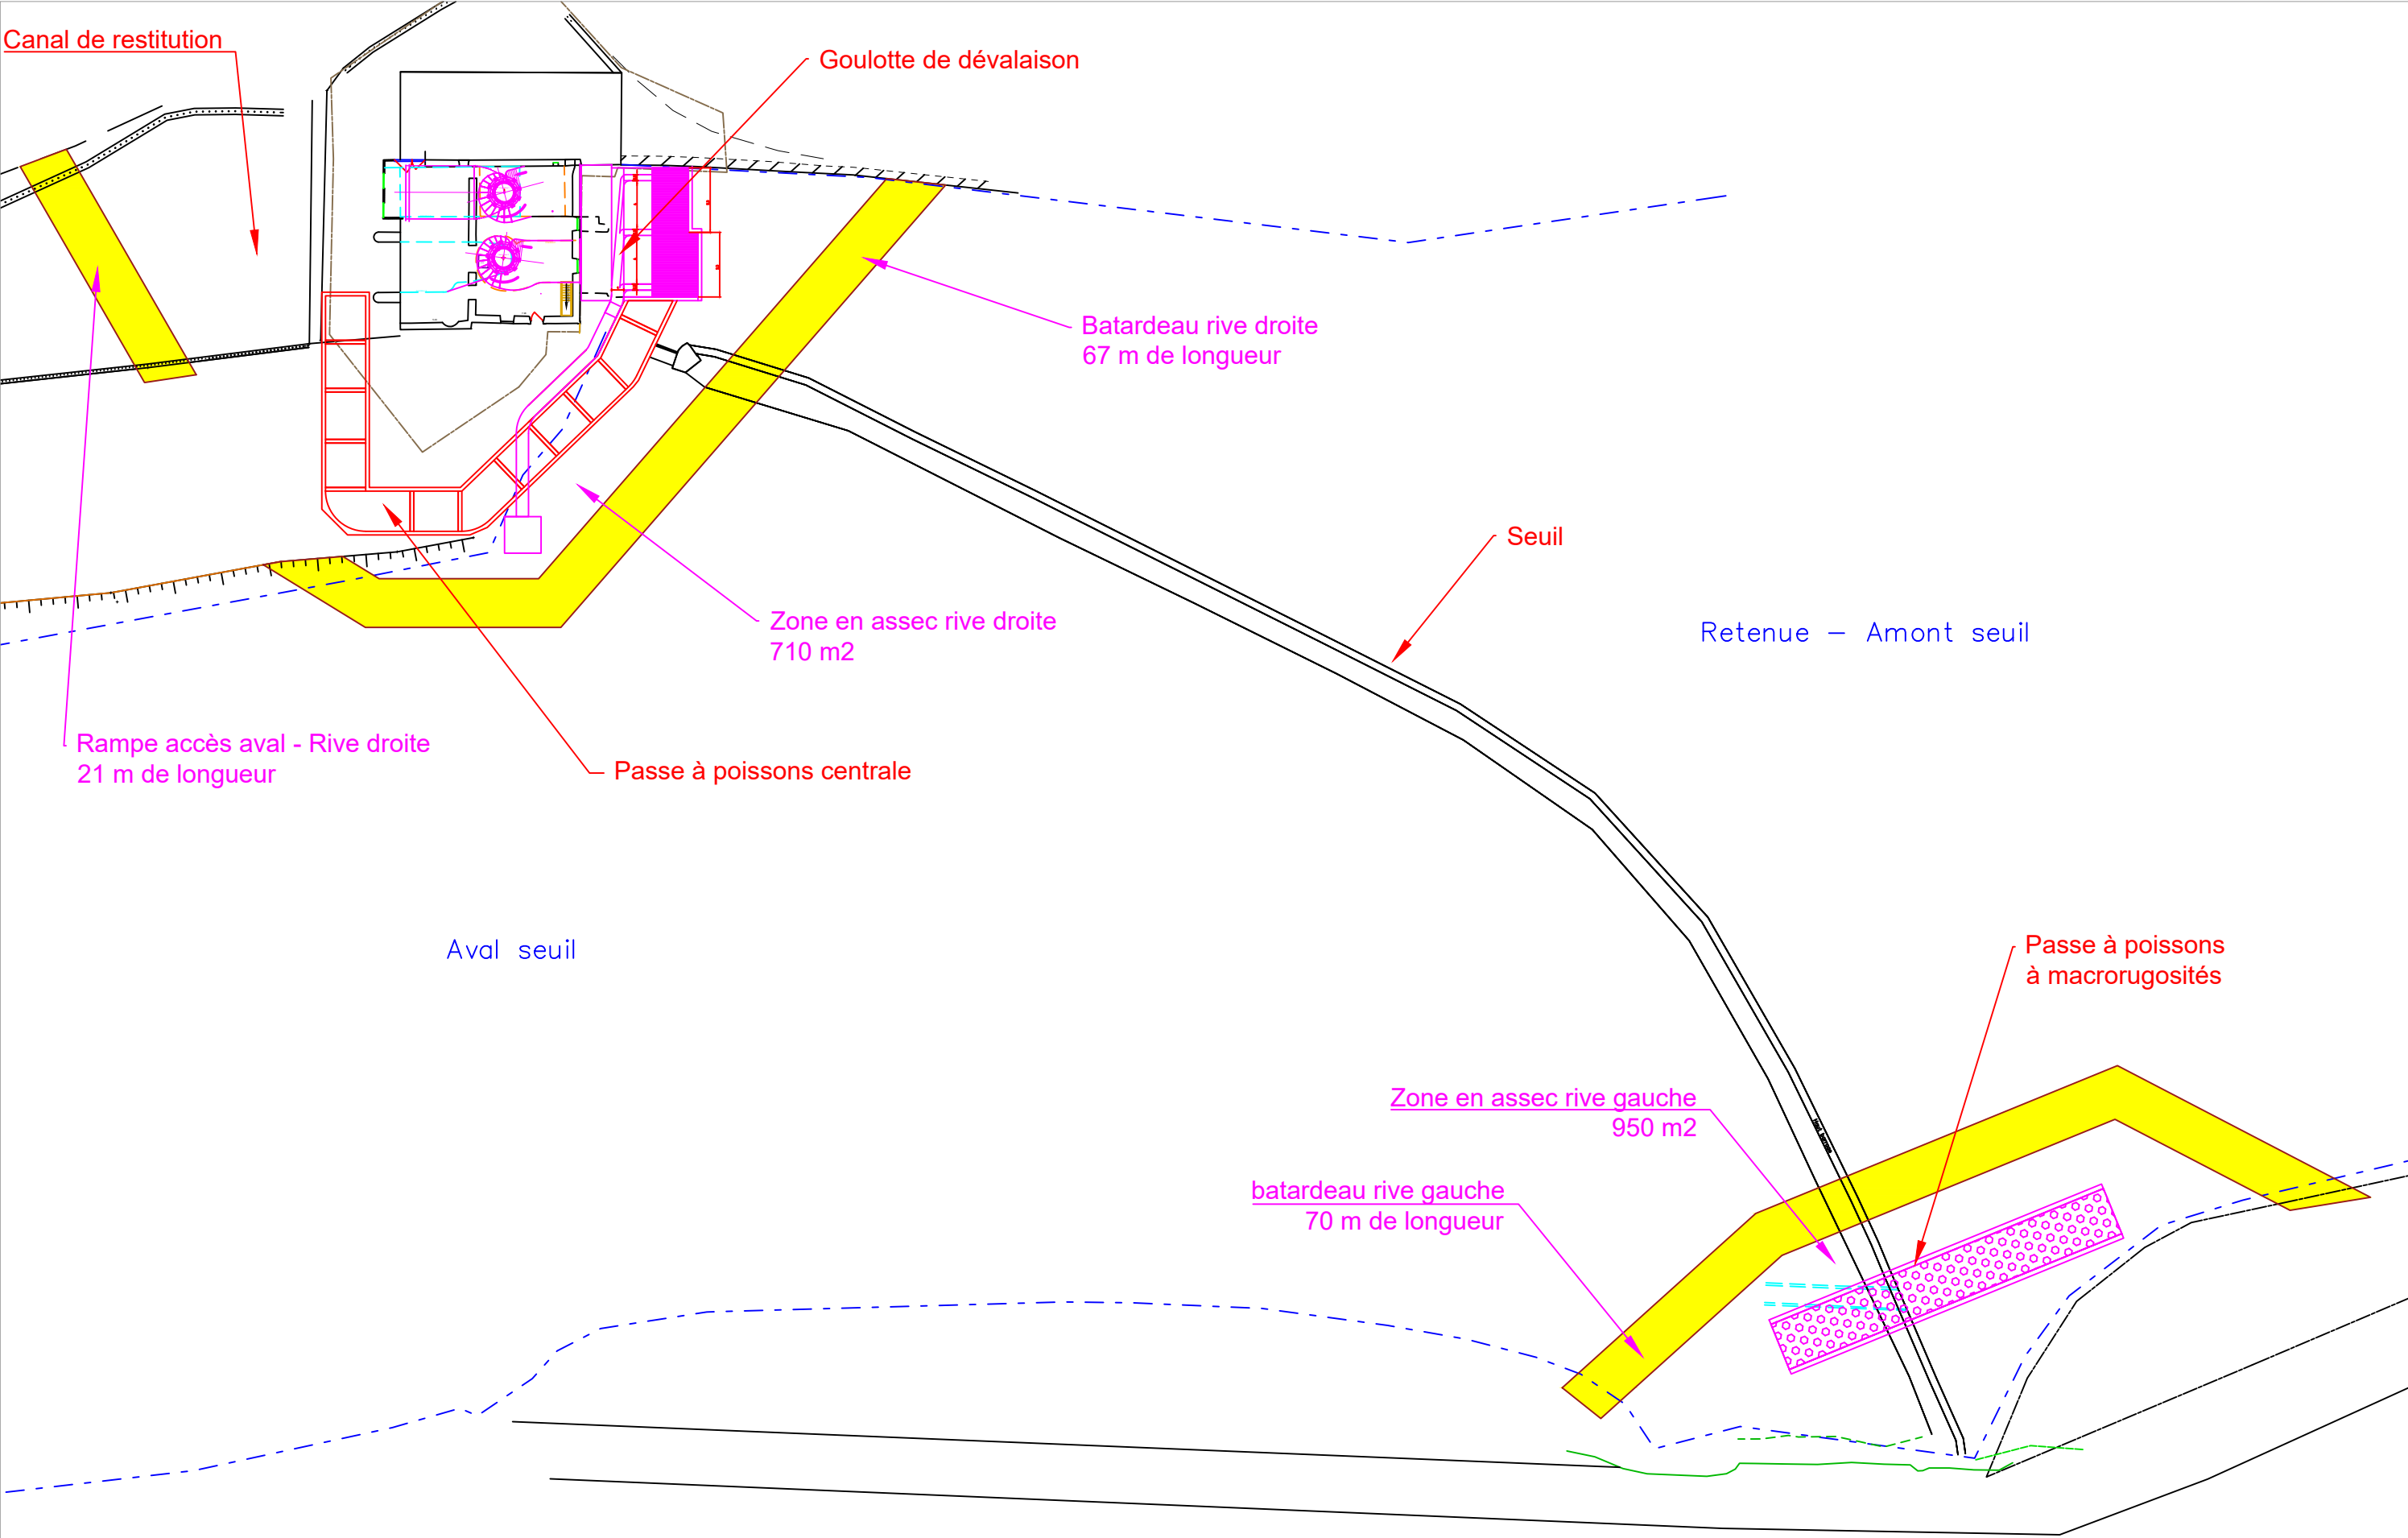 Canal de restitution
Goulotte de dévalaison
Batardeau rive droite
67 m de longueur
Seuil
Zone en assec rive droite
710 m2
Retenue – Amont seuil
Rampe accès aval - Rive droite
21 m de longueur
Passe à poissons centrale
Aval seuil
Passe à poissons
à macrorugosités
Zone en assec rive gauche
950 m2
batardeau rive gauche
70 m de longueur